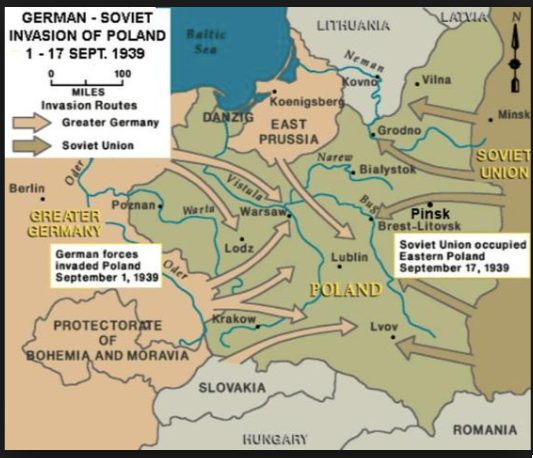 GERMAN - SOVIET
INVASION OF POLAND
1 - 17 SEPT. 1939
0 100
MILES
Invasion Routes
Greater Germany
Soviet Union
Baltic
Sea
LITHUANIA
LATVIA
N
Neman
Kovno
Vilna
Koenigsberg
Minsk
DANZIG
EAST
PRUSSIA
Grodno
SOVIET
UNION
Oder
Narew
Bialystok
Berlin
Vistula
Poznan
Warta
Warsaw
Bug
Pinsk
Brest-Litovsk
GREATER
GERMANY
Lodz
German forces
invaded Poland
September 1, 1939
Soviet Union occupied
Eastern Poland
September 17, 1939
Oder
Lublin
POLAND
PROTECTORATE
OF
BOHEMIA AND MORAVIA
Krakow
Lvov
SLOVAKIA
HUNGARY
ROMANIA